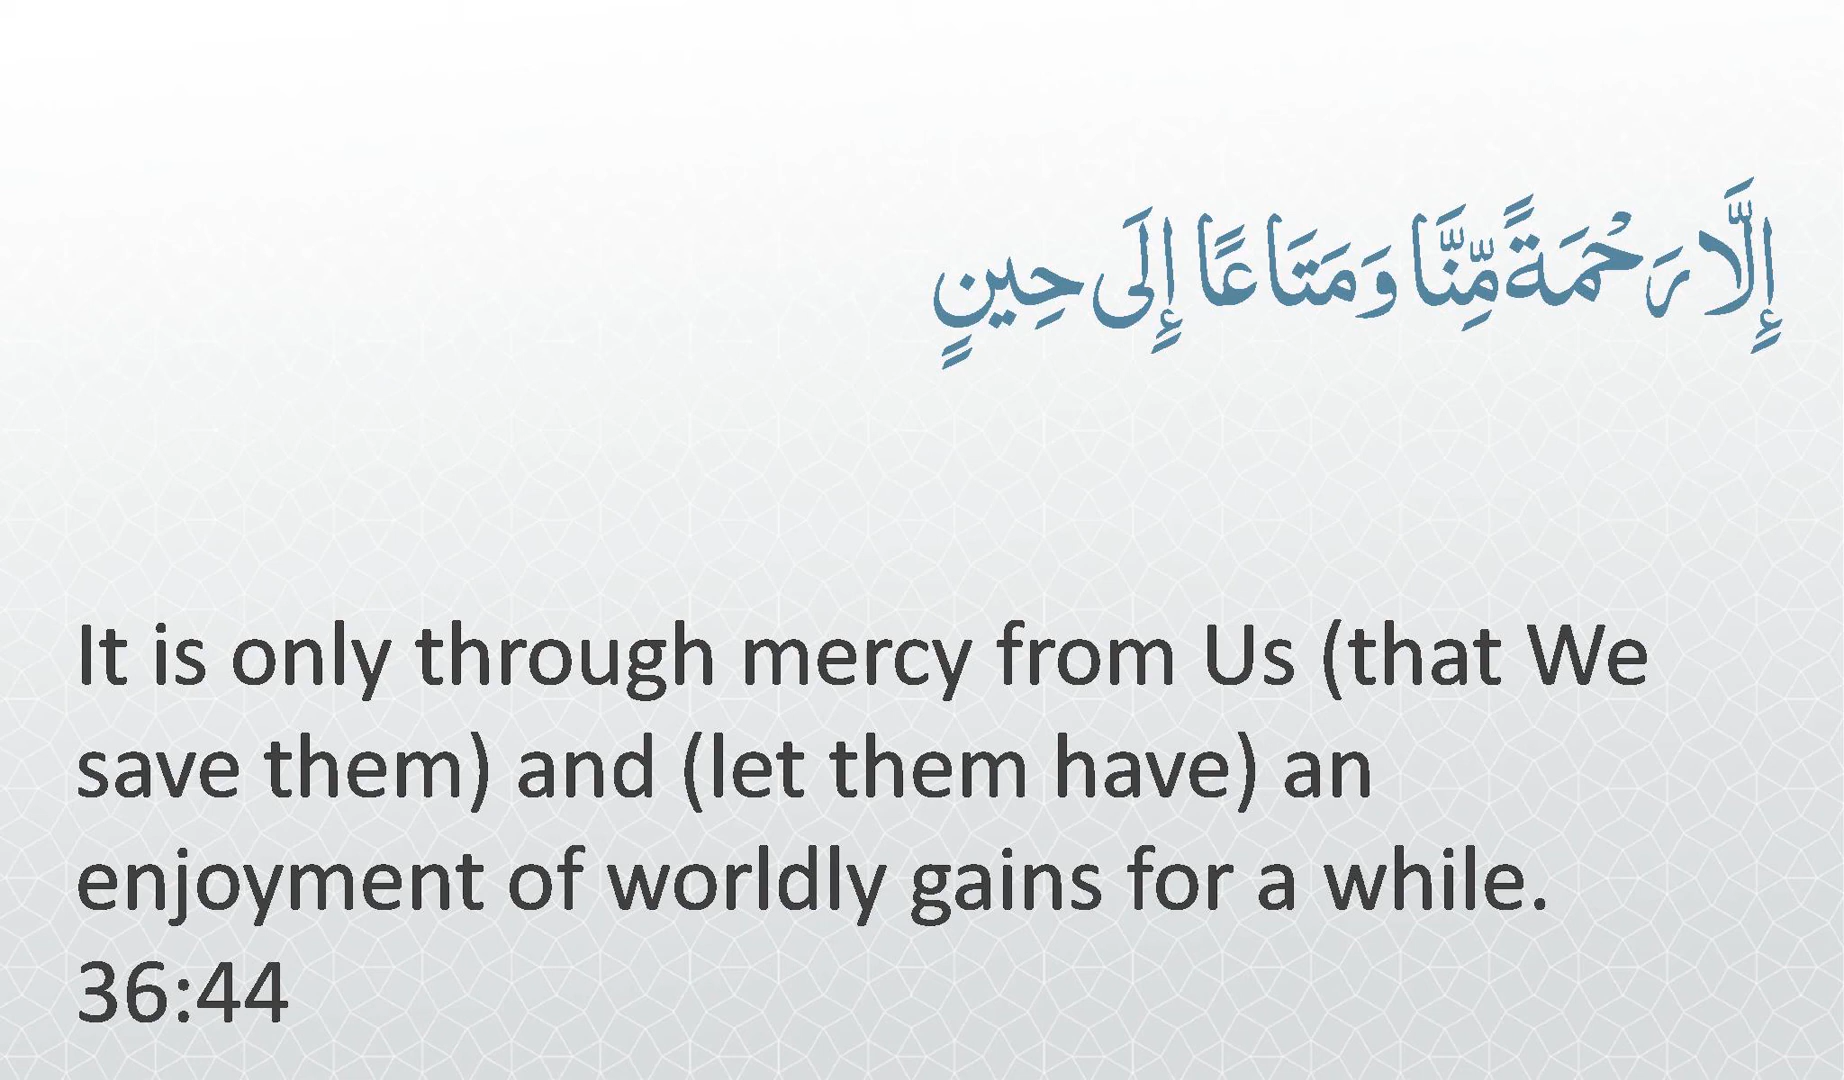 إِلَّا رَحْمَةً مِّنَّا وَمَتَاعًا إِلَى حِينٍ
It is only through mercy from Us (that We
save them) and (let them have) an
enjoyment of worldly gains for a while.
36:44